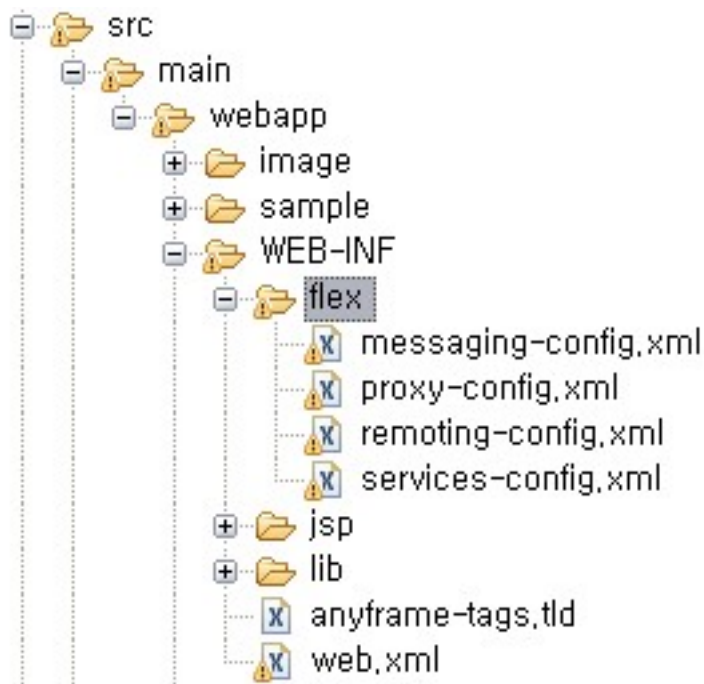 src
main
webapp
image
sample
WEB-INF
flex
messaging-config.xml
proxy-config.xml
remoting-config.xml
services-config.xml
jsp
lib
anyframe-tags.tld
web.xml